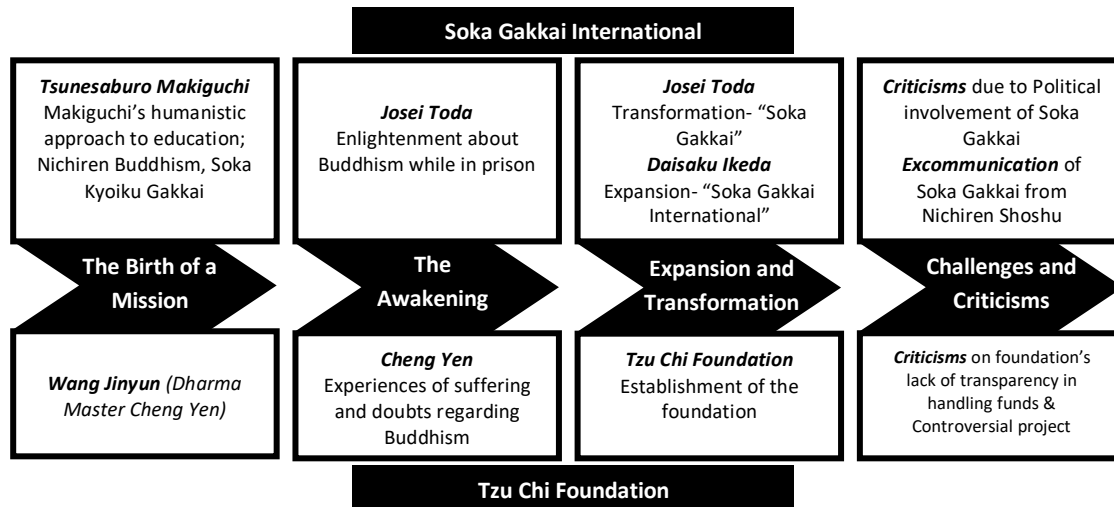 Soka Gakkai International
Tsunesaburo Makiguchi
Makiguchi’s humanistic
approach to education;
Nichiren Buddhism, Soka
Kyoiku Gakkai
Josei Toda
Enlightenment about
Buddhism while in prison
Josei Toda
Transformation- “Soka
Gakkai”
Daisaku Ikeda
Expansion- “Soka Gakkai
International”
Criticisms due to Political
involvement of Soka
Gakkai
Excommunication of
Soka Gakkai from
Nichiren Shoshu
The Birth of a
Mission
The
Awakening
Expansion and
Transformation
Challenges and
Criticisms
Wang Jinyun (Dharma
Master Cheng Yen)
Cheng Yen
Experiences of suffering
and doubts regarding
Buddhism
Tzu Chi Foundation
Establishment of the
foundation
Criticisms on foundation’s
lack of transparency in
handling funds &
Controversial project
Tzu Chi Foundation